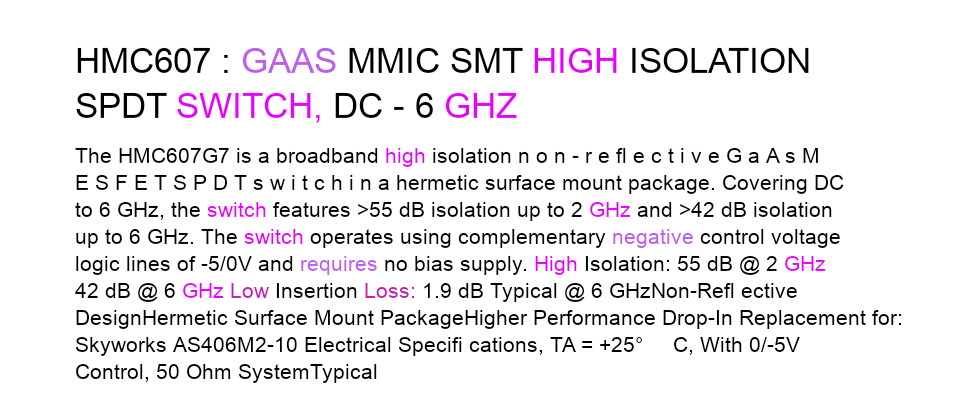 HMC607 : GAAS MMIC SMT HIGH ISOLATION
SPDT SWITCH, DC - 6 GHZ
The HMC607G7 is a broadband high isolation n o n - r e fl e c t i v e G a A s M
E S F E T S P D T s w i t c h i n a hermetic surface mount package. Covering DC
to 6 GHz, the switch features >55 dB isolation up to 2 GHz and >42 dB isolation
up to 6 GHz. The switch operates using complementary negative control voltage
logic lines of -5/0V and requires no bias supply. High Isolation: 55 dB @ 2 GHz
42 dB @ 6 GHz Low Insertion Loss: 1.9 dB Typical @ 6 GHzNon-Refl ective
DesignHermetic Surface Mount PackageHigher Performance Drop-In Replacement for:
Skyworks AS406M2-10 Electrical Specifi cations, TA = +25° C, With 0/-5V
Control, 50 Ohm SystemTypical